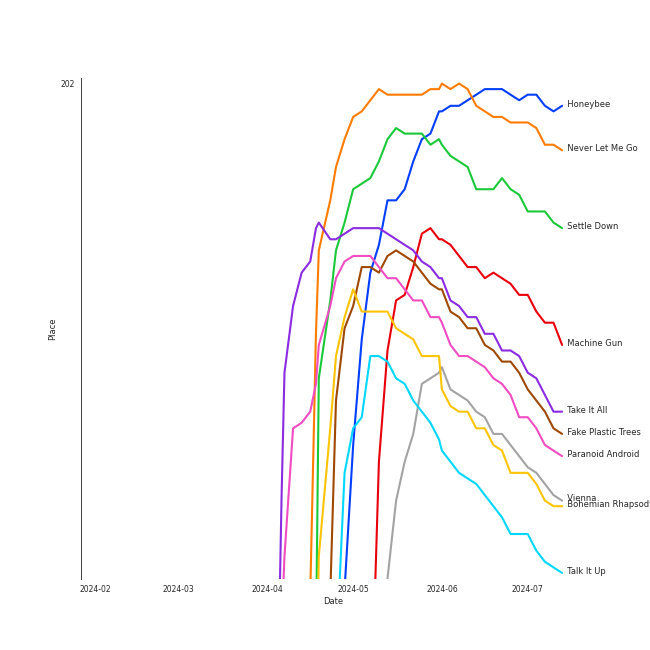 202
Honeybee
Never Let Me Go
Settle Down
Place
Machine Gun
Take It All
Fake Plastic Trees
Paranoid Android
Vienna
Bohemian Rhapsod
Talk It Up
2024-02 2024-03 2024-04 2024-05 2024-06 2024-07
Date